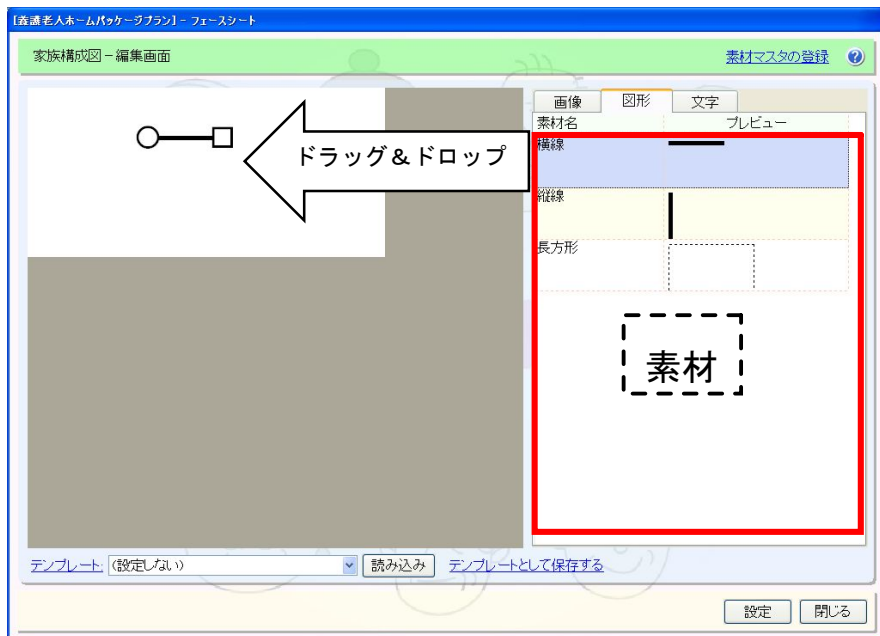 [養護老人ホームパッケージプラン] - フェースシート
家族構成図－編集画面
素材マスタの登録
?
画像
図形
文字
素材名
プレビュー
横線
ドラッグ＆ドロップ
縦線
長方形
素材
テンプレート:
(設定しない)
読み込み
テンプレートとして保存する
設定
閉じる